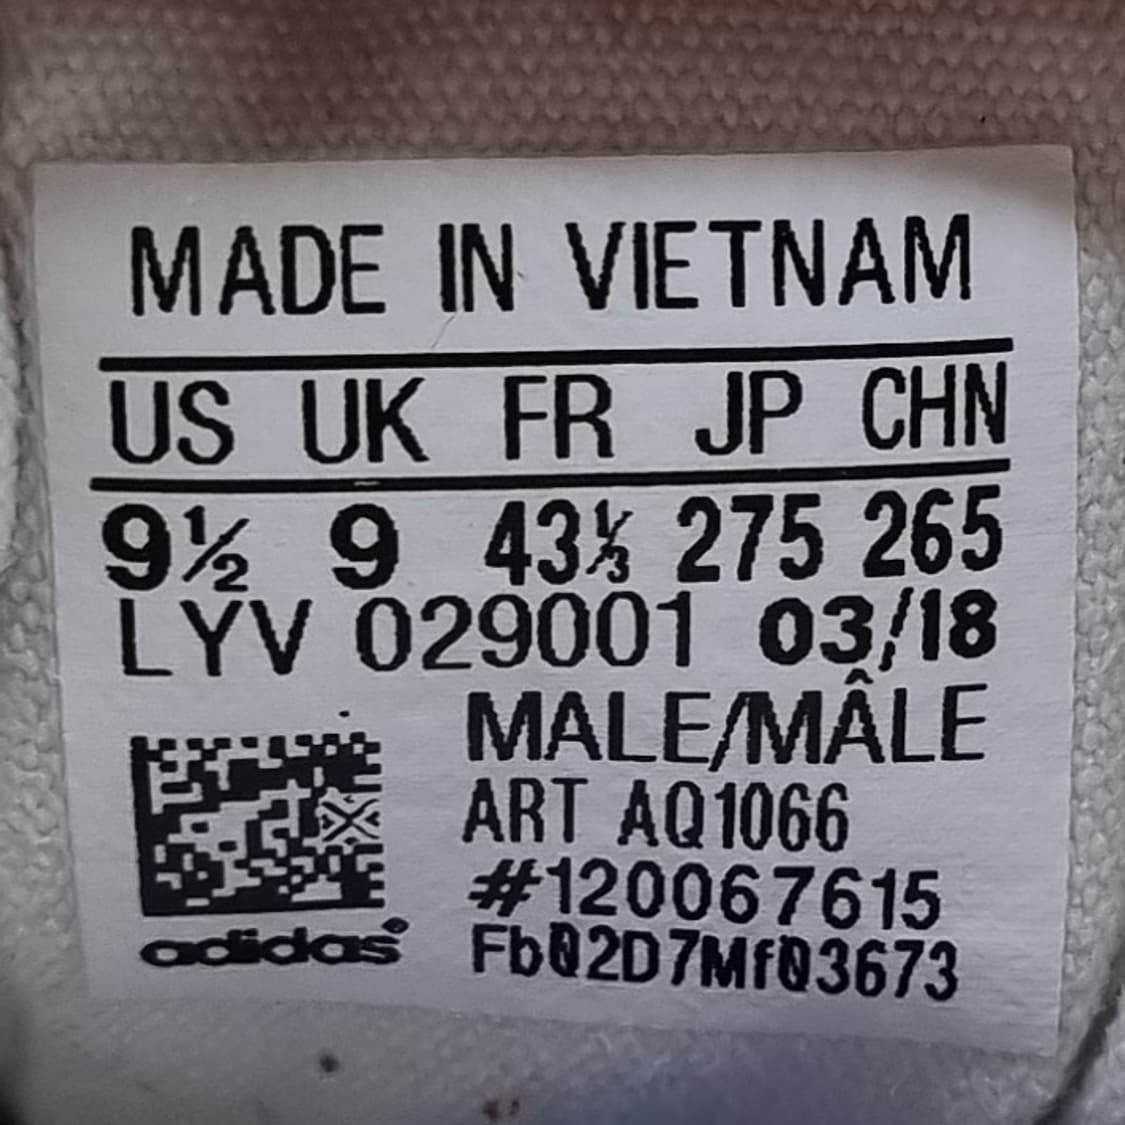 MADE IN VIETNAM
US UK FR JP CHN
9½ 9 43⅓ 275 265
LYV 029001 03/18
MALE/MÂLE
ART AQ1066
#120067615
Fb02D7Mf03673
adidas®